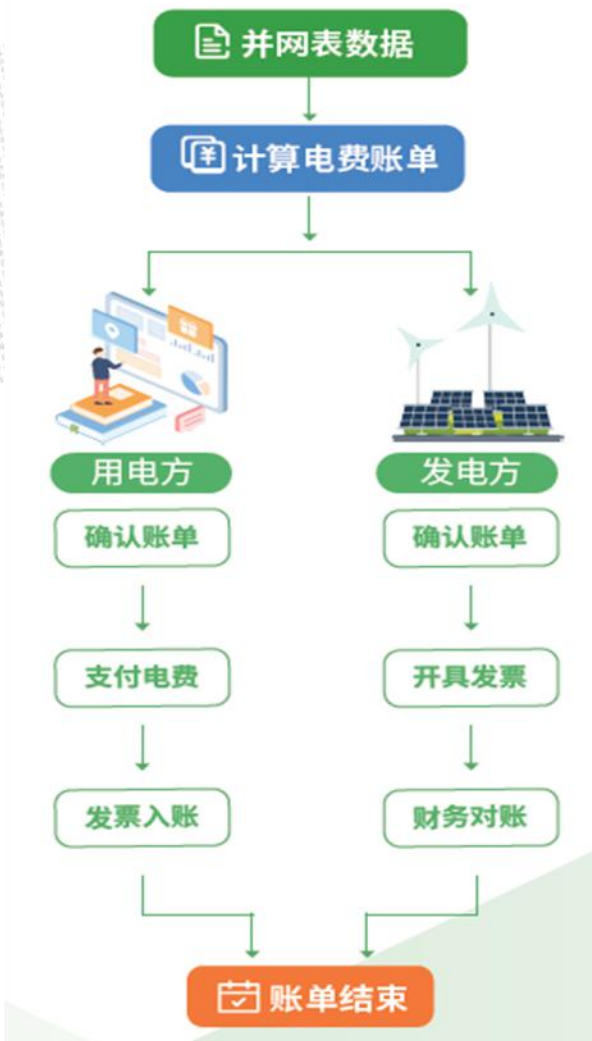 并网表数据
计算电费账单
用电方
发电方
确认账单
确认账单
支付电费
开具发票
发票入账
财务对账
账单结束